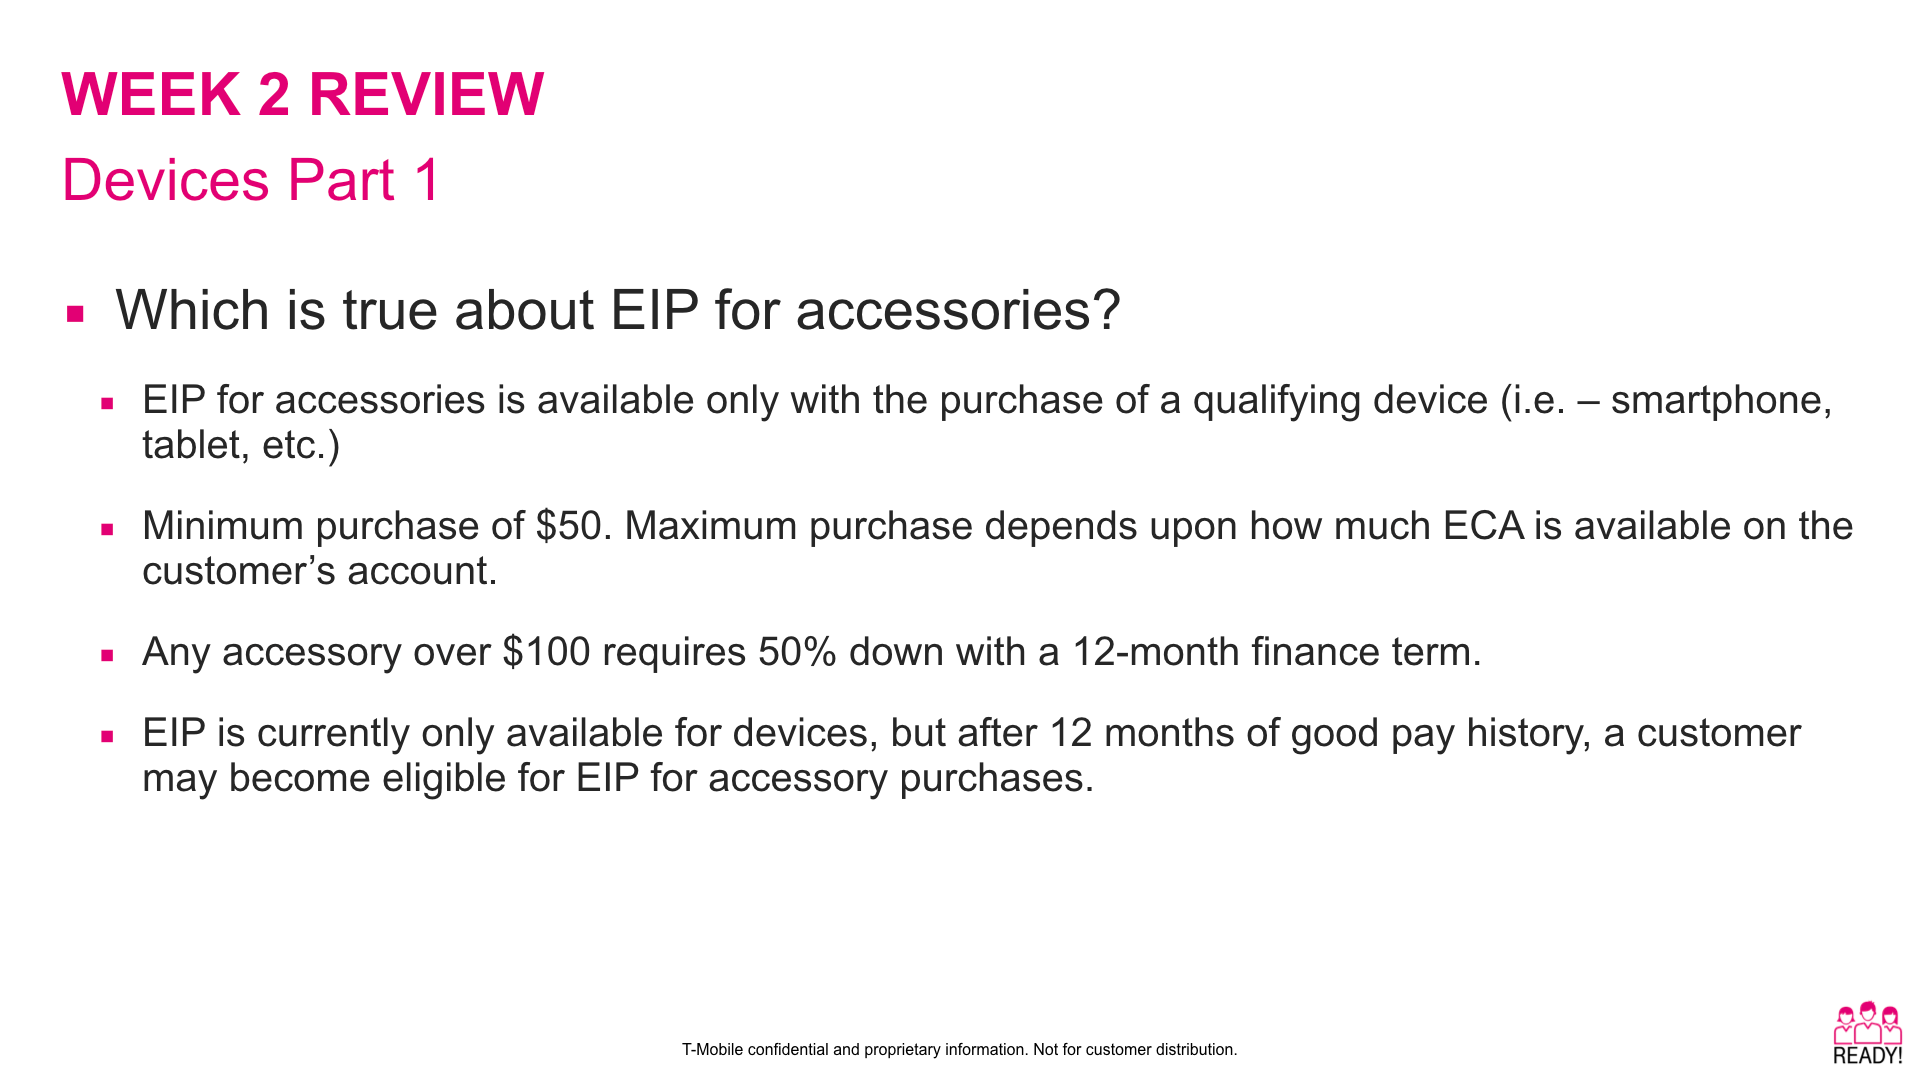 WEEK 2 REVIEW
Devices Part 1
Which is true about EIP for accessories?
EIP for accessories is available only with the purchase of a qualifying device (i.e. – smartphone,
tablet, etc.)
Minimum purchase of $50. Maximum purchase depends upon how much ECA is available on the
customer’s account.
Any accessory over $100 requires 50% down with a 12-month finance term.
EIP is currently only available for devices, but after 12 months of good pay history, a customer
may become eligible for EIP for accessory purchases.
T-Mobile confidential and proprietary information. Not for customer distribution.
READY!